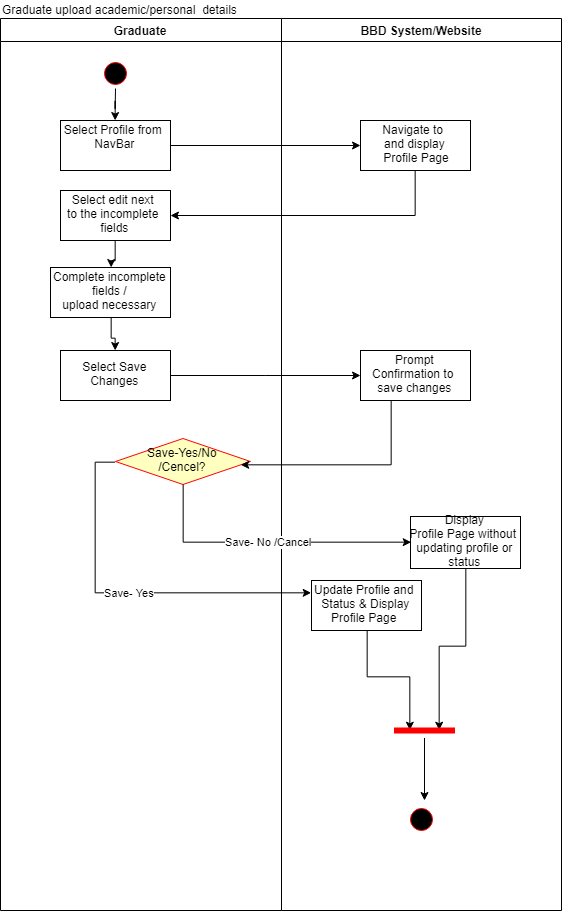 Graduate upload academic/personal  details
Graduate
BBD System/Website
Select Profile from
NavBar
Navigate to
and display
Profile Page
Select edit next
to the incomplete
fields
Complete incomplete
fields /
upload necessary
Select Save
Changes
Prompt
Confirmation to
save changes
Save-Yes/No
/Cancel?
Save- No /Cancel
Display
Profile Page without
updating profile or
status
Save- Yes
Update Profile and
Status & Display
Profile Page